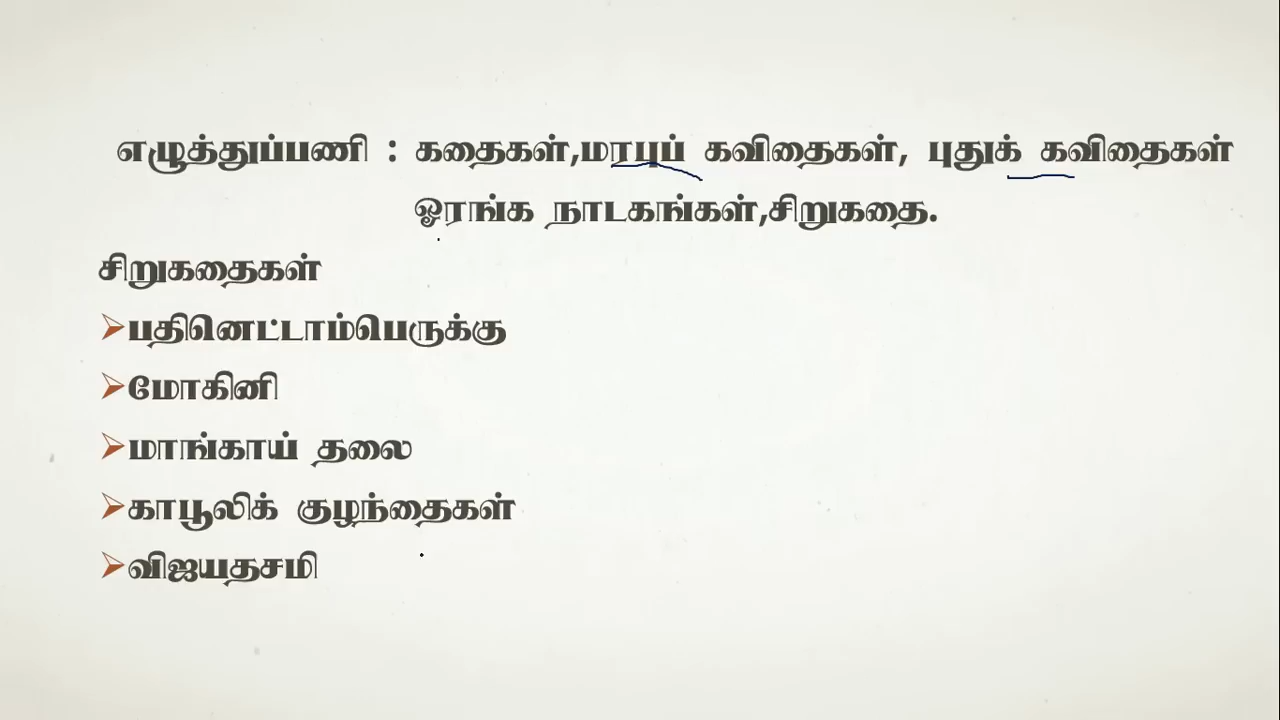 எழுத்துப்பணி : கதைகள்,மாபுப் கவிதைகள், புதுக் கவிதைகள்
ஓரங்க நாடகங்கள்,சிறுகதை.
சிறுகதைகள்
பதினெட்டாம்பெருக்கு
மோகினி
மாங்காய் தலை
காபூலிக் குழந்தைகள்
விஜயதசமி